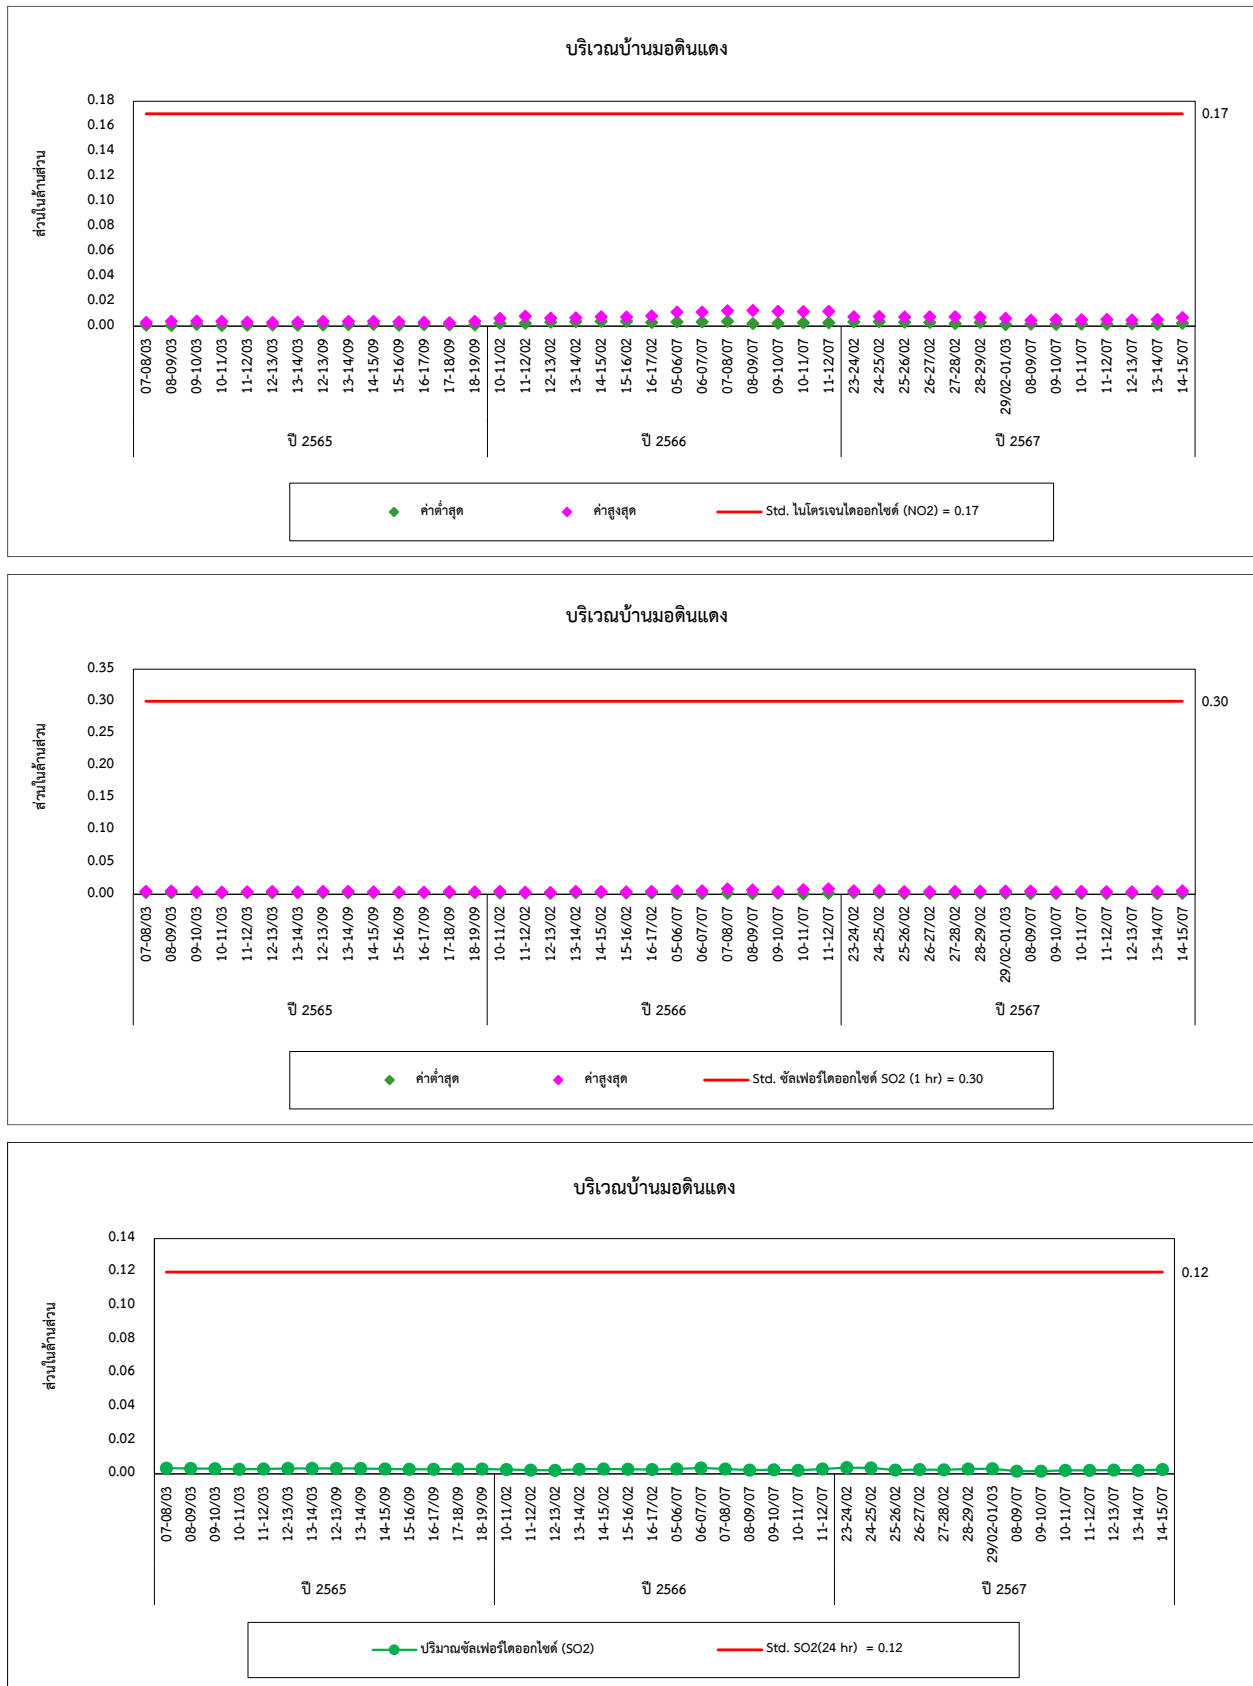 บริเวณบ้านมอดินแดง
ส่วนในล้านส่วน
0.18
0.16
0.14
0.12
0.10
0.08
0.06
0.04
0.02
0.00
0.17
07-08/03 08-09/03 09-10/03 10-11/03 11-12/03 12-13/03 13-14/03 12-13/09 13-14/09 14-15/09 15-16/09 16-17/09 17-18/09 18-19/09 10-11/02 11-12/02 12-13/02 13-14/02 14-15/02 15-16/02 16-17/02 05-06/07 06-07/07 07-08/07 08-09/07 09-10/07 10-11/07 11-12/07 23-24/02 24-25/02 25-26/02 26-27/02 27-28/02 28-29/02 29/02-01/03 08-09/07 09-10/07 10-11/07 11-12/07 12-13/07 13-14/07 14-15/07
ปี 2565 ปี 2566 ปี 2567
ค่าต่ำสุด ค่าสูงสุด Std. ไนโตรเจนไดออกไซด์ (NO2) = 0.17
บริเวณบ้านมอดินแดง
ส่วนในล้านส่วน
0.35
0.30
0.25
0.20
0.15
0.10
0.05
0.00
0.30
07-08/03 08-09/03 09-10/03 10-11/03 11-12/03 12-13/03 13-14/03 12-13/09 13-14/09 14-15/09 15-16/09 16-17/09 17-18/09 18-19/09 10-11/02 11-12/02 12-13/02 13-14/02 14-15/02 15-16/02 16-17/02 05-06/07 06-07/07 07-08/07 08-09/07 09-10/07 10-11/07 11-12/07 23-24/02 24-25/02 25-26/02 26-27/02 27-28/02 28-29/02 29/02-01/03 08-09/07 09-10/07 10-11/07 11-12/07 12-13/07 13-14/07 14-15/07
ปี 2565 ปี 2566 ปี 2567
ค่าต่ำสุด ค่าสูงสุด Std. ซัลเฟอร์ไดออกไซด์ SO2 (1 hr) = 0.30
บริเวณบ้านมอดินแดง
ส่วนในล้านส่วน
0.14
0.12
0.10
0.08
0.06
0.04
0.02
0.00
0.12
07-08/03 08-09/03 09-10/03 10-11/03 11-12/03 12-13/03 13-14/03 12-13/09 13-14/09 14-15/09 15-16/09 16-17/09 17-18/09 18-19/09 10-11/02 11-12/02 12-13/02 13-14/02 14-15/02 15-16/02 16-17/02 05-06/07 06-07/07 07-08/07 08-09/07 09-10/07 10-11/07 11-12/07 23-24/02 24-25/02 25-26/02 26-27/02 27-28/02 28-29/02 29/02-01/03 08-09/07 09-10/07 10-11/07 11-12/07 12-13/07 13-14/07 14-15/07
ปี 2565 ปี 2566 ปี 2567
ปริมาณซัลเฟอร์ไดออกไซด์ (SO2) Std. SO2(24 hr) = 0.12